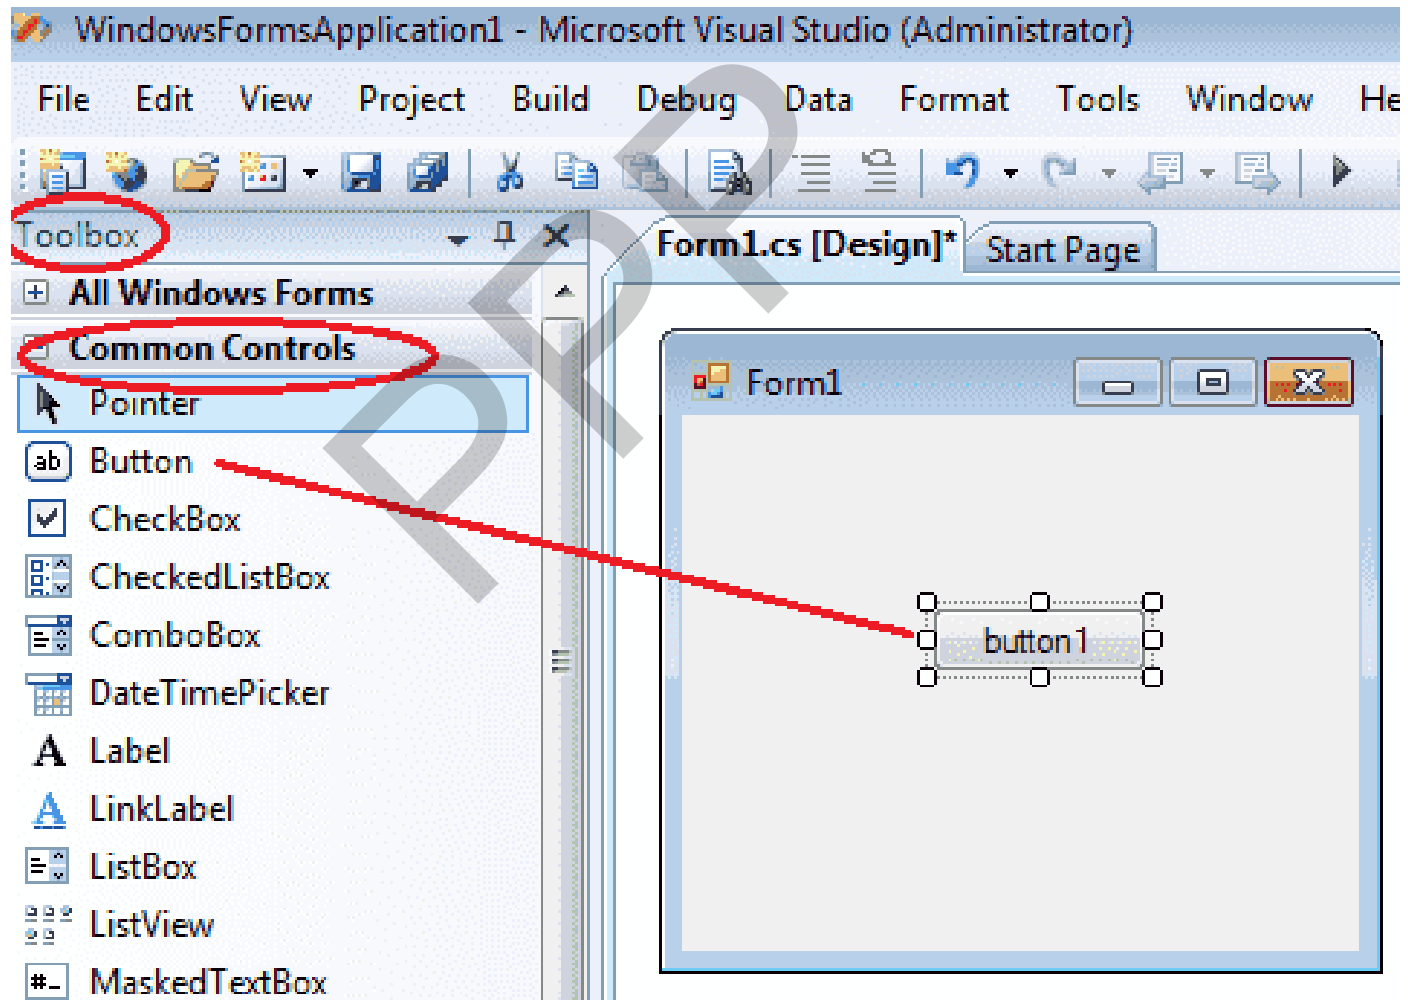 WindowsFormsApplication1 - Microsoft Visual Studio (Administrator)
File Edit View Project Build Debug Data Format Tools Window He
Toolbox
Form1.cs [Design]* Start Page
All Windows Forms
Common Controls
Pointer
Button
CheckBox
CheckedListBox
ComboBox
DateTimePicker
Label
LinkLabel
ListBox
ListView
MaskedTextBox
Form1
button1
PPP